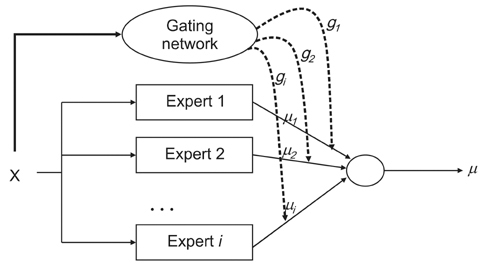 Gating
network
g1
g2
gi
Expert 1
μ1
Expert 2
μ2
X
μ
...
μi
Expert i